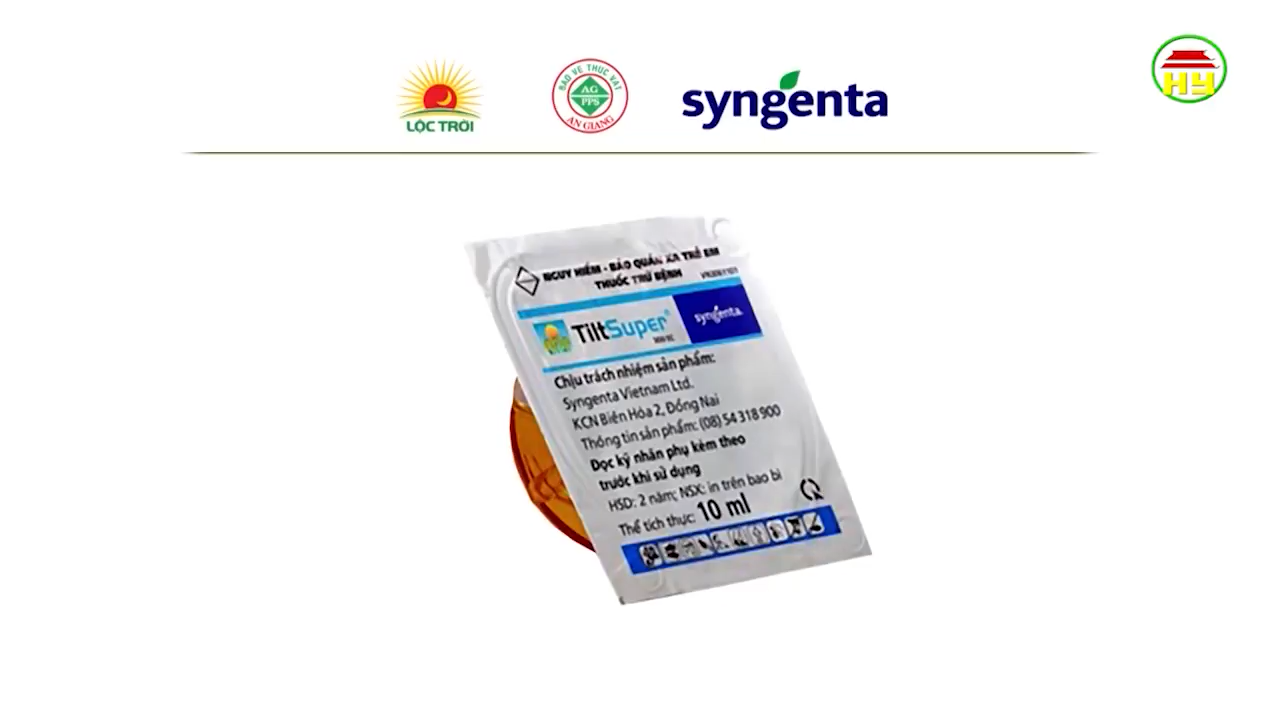 LỘC TRỜI
BẢO VỆ THỰC VẬT
AG
PPS
AN GIANG
syngenta
HY
NGUY HIỂM - BẢO QUẢN XA TRẺ EM
THUỐC TRỪ BỆNH
TiltSuper®
syngenta
Chịu trách nhiệm sản phẩm:
Syngenta Vietnam Ltd.
KCN Biên Hòa 2, Đồng Nai
Thông tin sản phẩm: (08) 54 318 900
Đọc kỹ nhãn phụ kèm theo
trước khi sử dụng
HSD: 2 năm; NSX: in trên bao bì
Thể tích thực: 10 ml